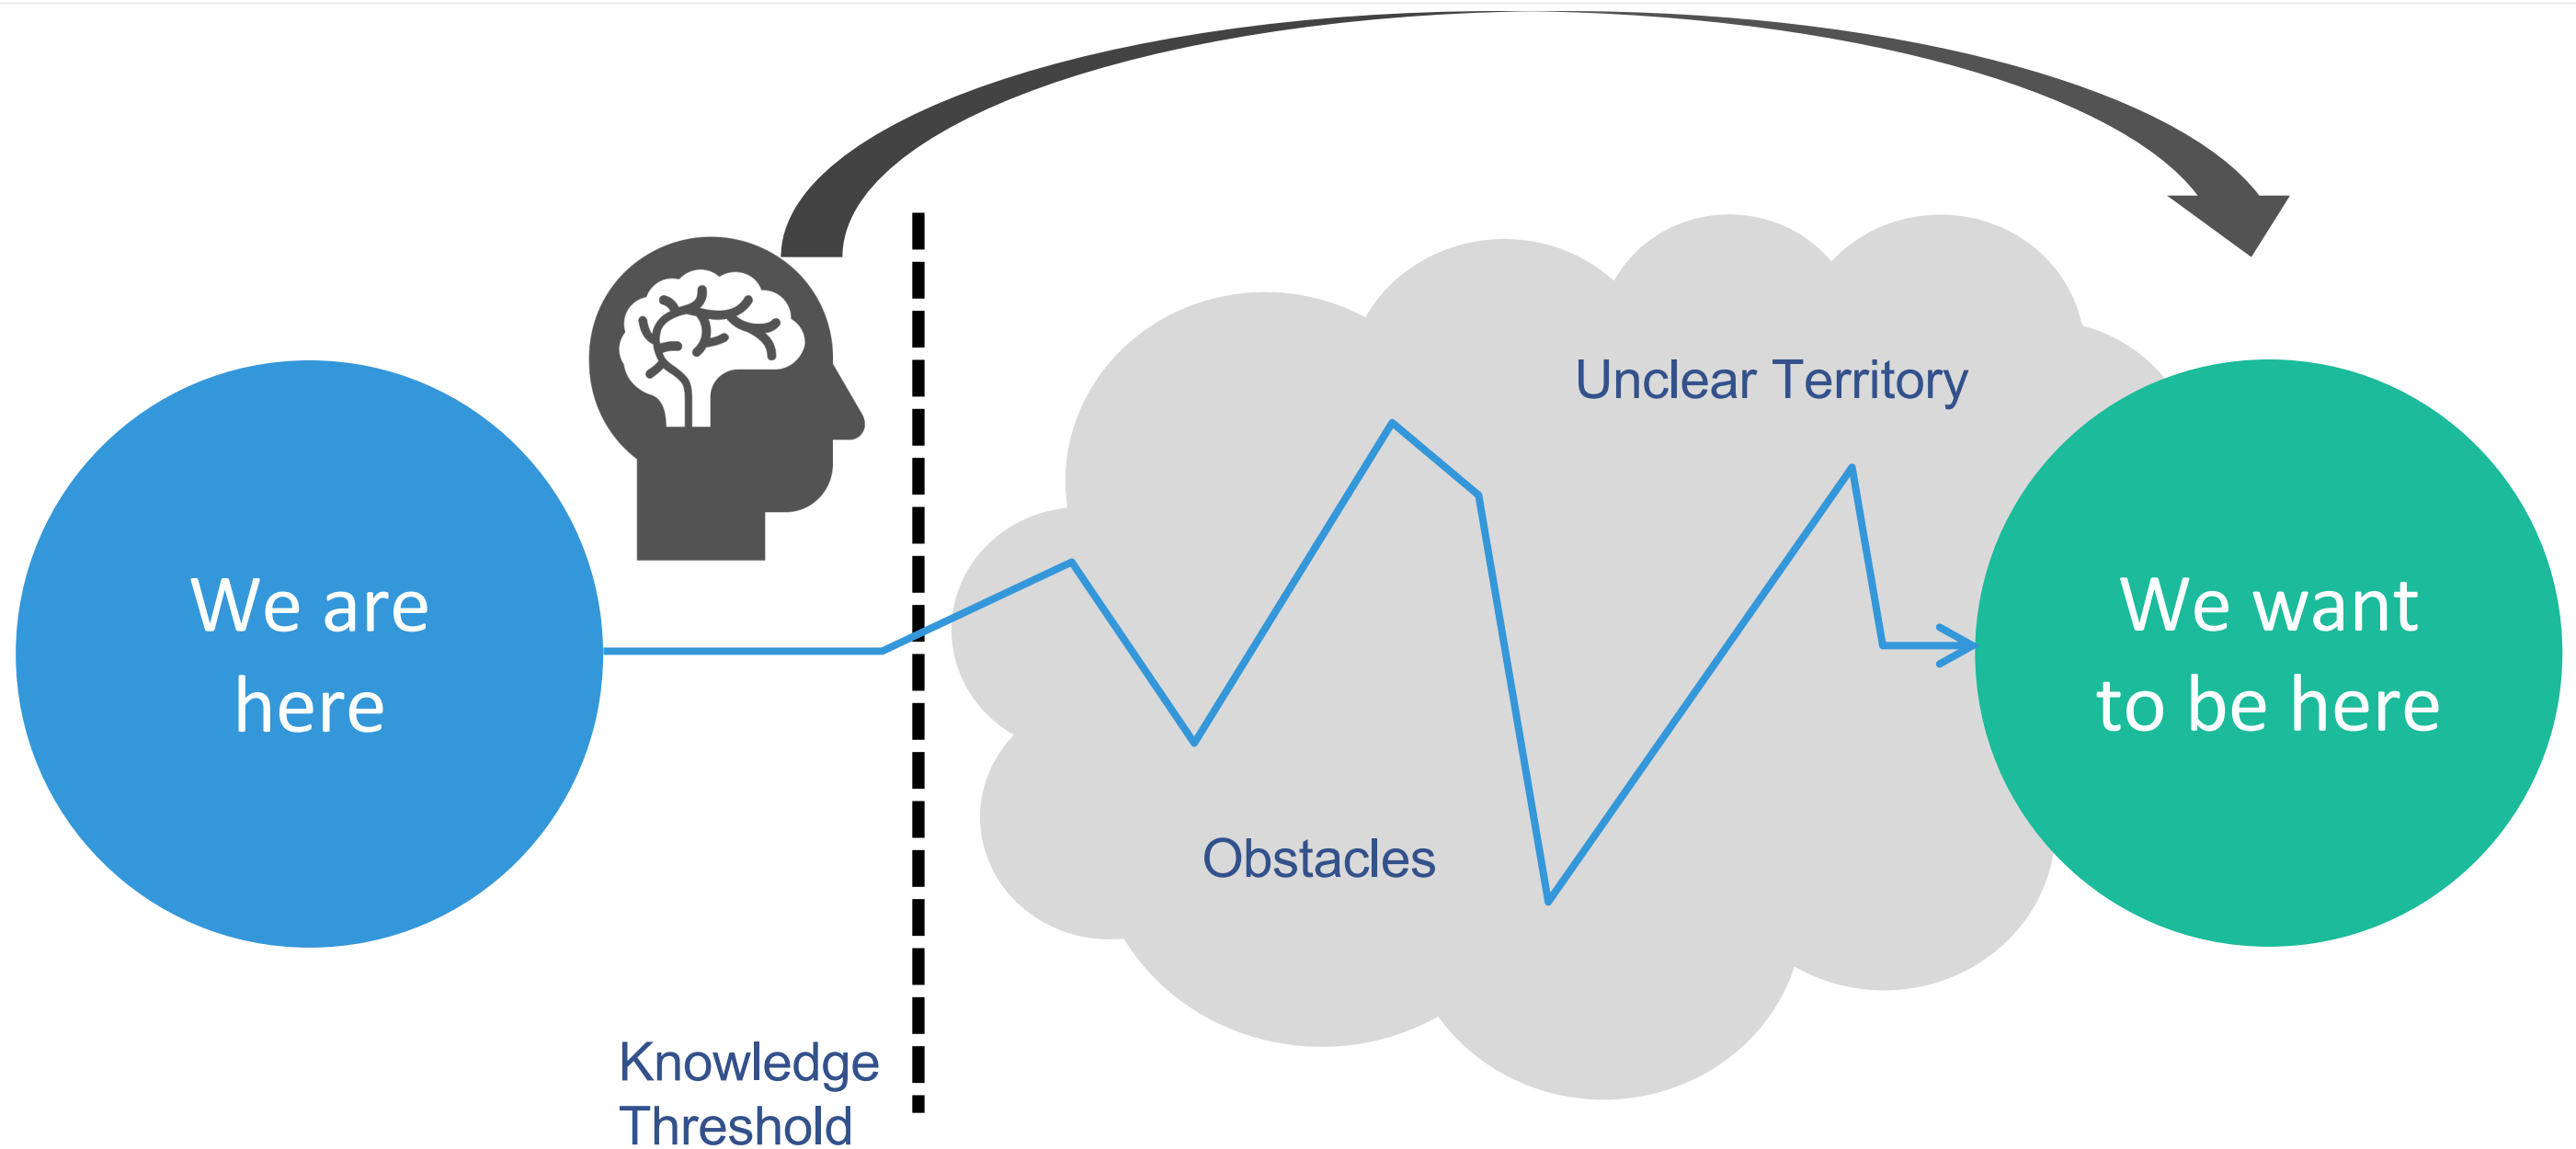 We are
here
Knowledge
Threshold
Unclear Territory
Obstacles
We want
to be here